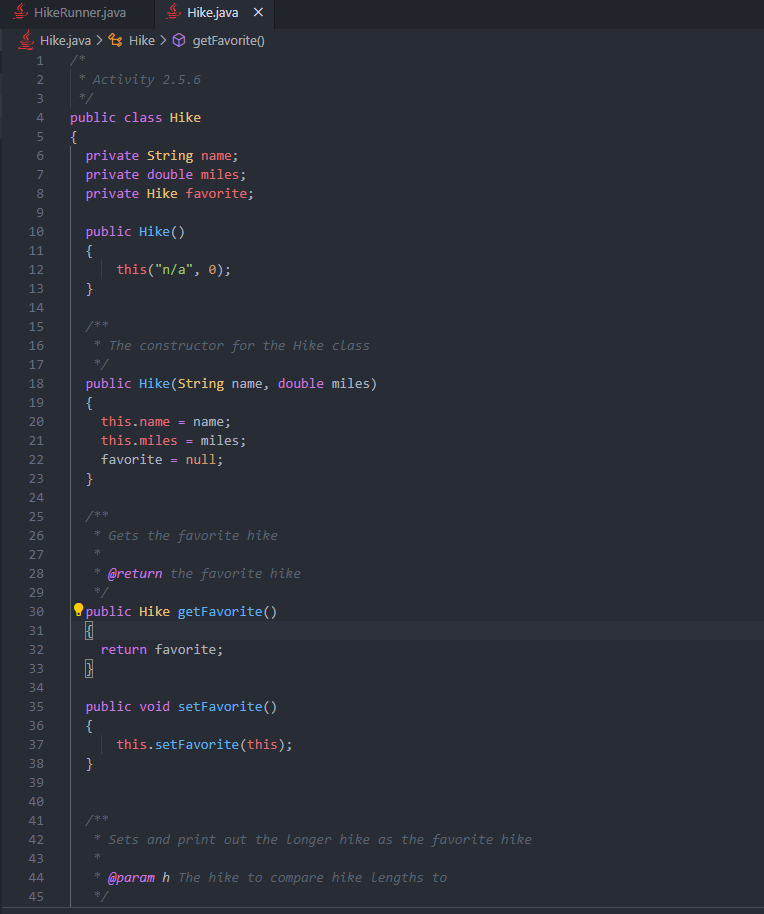 HikeRunner.java Hike.java ×
Hike.java > Hike > getFavorite()
1 /*
2 * Activity 2.5.6
3 */
4 public class Hike
5 {
6 private String name;
7 private double miles;
8 private Hike favorite;
9
10 public Hike()
11 {
12 this("n/a", 0);
13 }
14
15 /**
16 * The constructor for the Hike class
17 */
18 public Hike(String name, double miles)
19 {
20 this.name = name;
21 this.miles = miles;
22 favorite = null;
23 }
24
25 /**
26 * Gets the favorite hike
27 *
28 * @return the favorite hike
29 */
30 public Hike getFavorite()
31 {
32 return favorite;
33 }
34
35 public void setFavorite()
36 {
37 this.setFavorite(this);
38 }
39
40
41 /**
42 * Sets and print out the longer hike as the favorite hike
43 *
44 * @param h The hike to compare hike lengths to
45 */